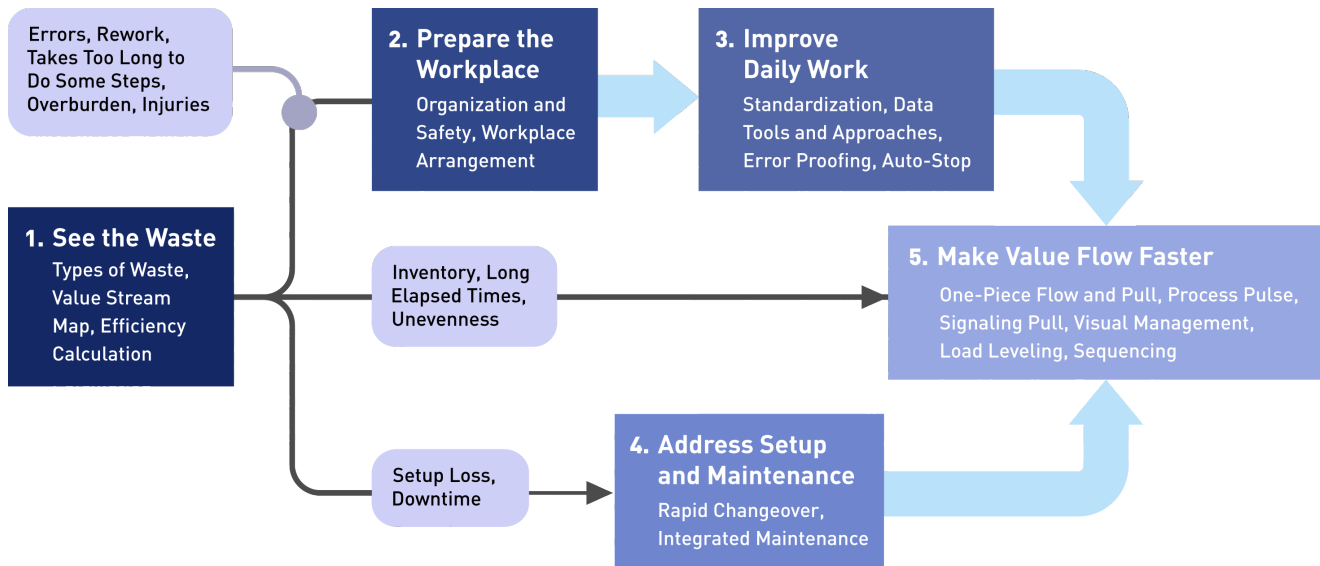 Errors, Rework,
Takes Too Long to
Do Some Steps,
Overburden, Injuries
2. Prepare the
Workplace
Organization and
Safety, Workplace
Arrangement
3. Improve
Daily Work
Standardization, Data
Tools and Approaches,
Error Proofing, Auto-Stop
1. See the Waste
Types of Waste,
Value Stream
Map, Efficiency
Calculation
Inventory, Long
Elapsed Times,
Unevenness
5. Make Value Flow Faster
One-Piece Flow and Pull, Process Pulse,
Signaling Pull, Visual Management,
Load Leveling, Sequencing
Setup Loss,
Downtime
4. Address Setup
and Maintenance
Rapid Changeover,
Integrated Maintenance